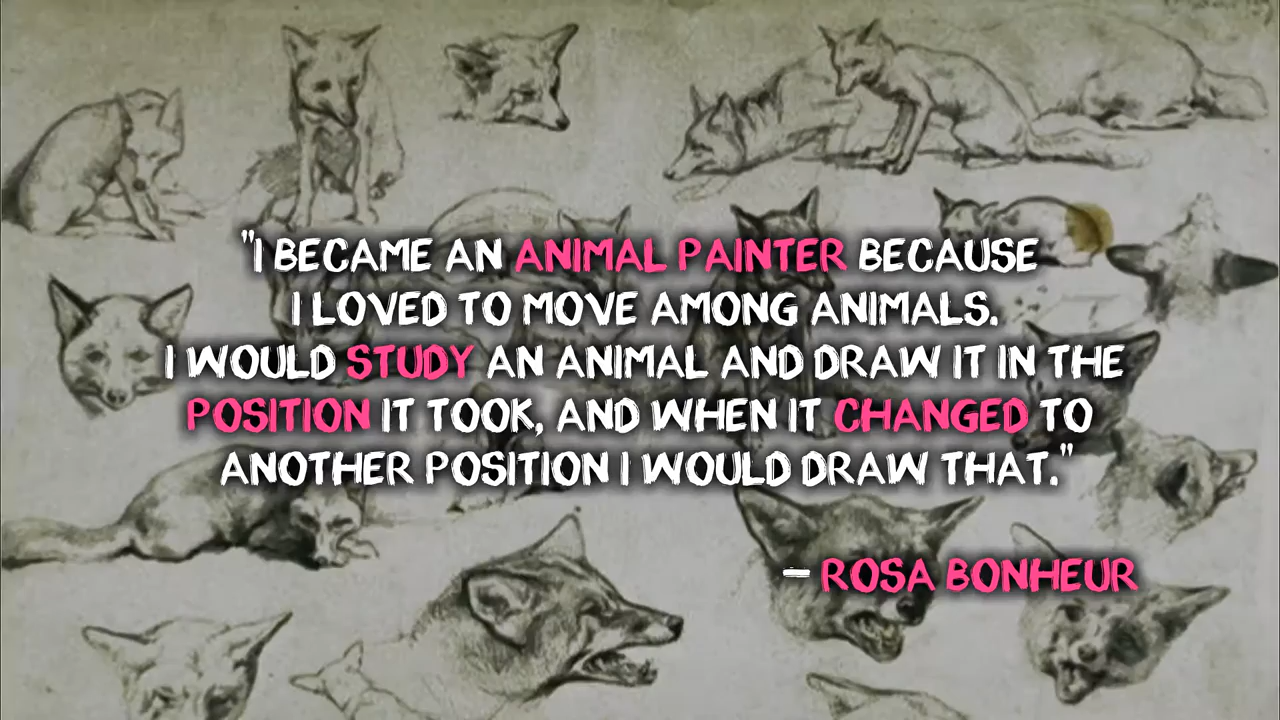 "I BECAME AN ANIMAL PAINTER BECAUSE
I LOVED TO MOVE AMONG ANIMALS.
I WOULD STUDY AN ANIMAL AND DRAW IT IN THE
POSITION IT TOOK, AND WHEN IT CHANGED TO
ANOTHER POSITION I WOULD DRAW THAT."
– ROSA BONHEUR